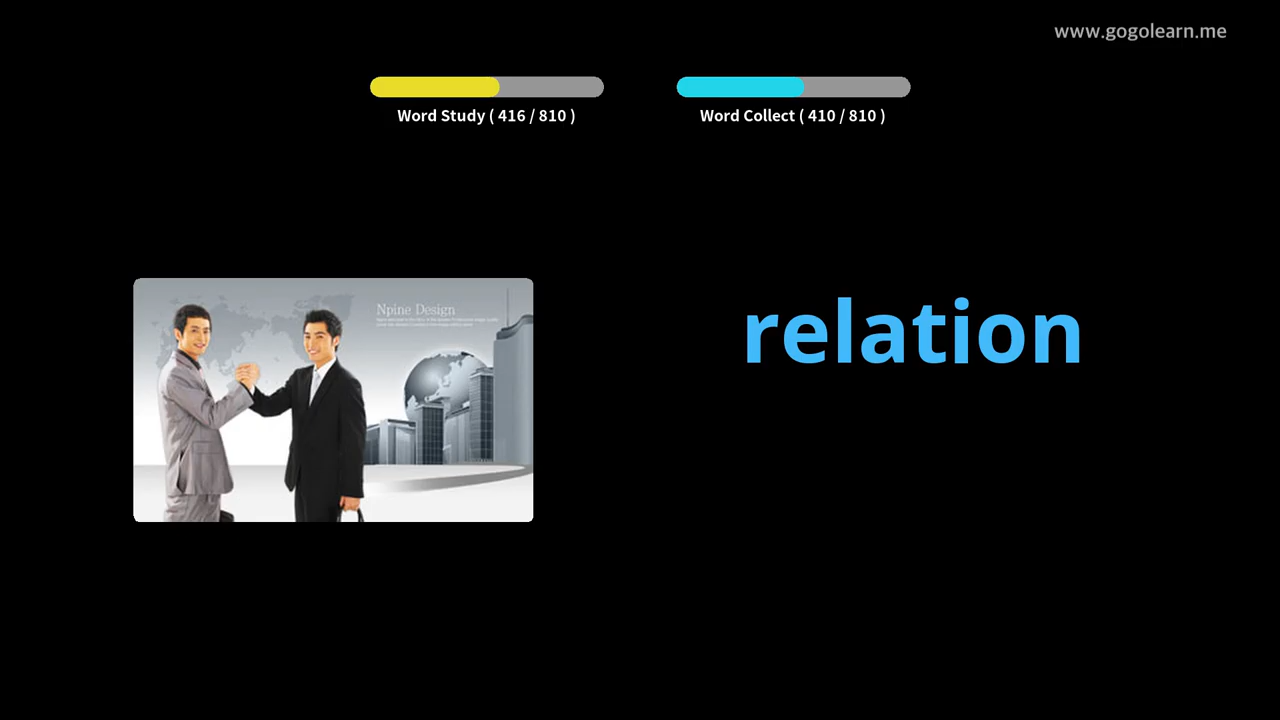 www.gogolearn.me
Word Study ( 416 / 810 )
Word Collect ( 410 / 810 )
Npine Design
relation